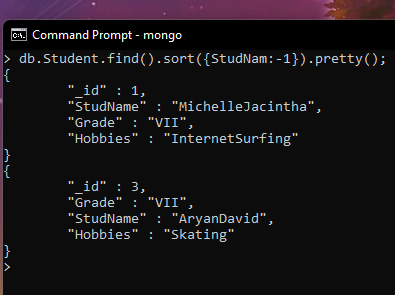 Command Prompt - mongo
> db.Student.find().sort({StudNam:-1}).pretty();
{
        "_id" : 1,
        "StudName" : "MichelleJacintha",
        "Grade" : "VII",
        "Hobbies" : "InternetSurfing"
}
{
        "_id" : 3,
        "Grade" : "VII",
        "StudName" : "AryanDavid",
        "Hobbies" : "Skating"
}
>